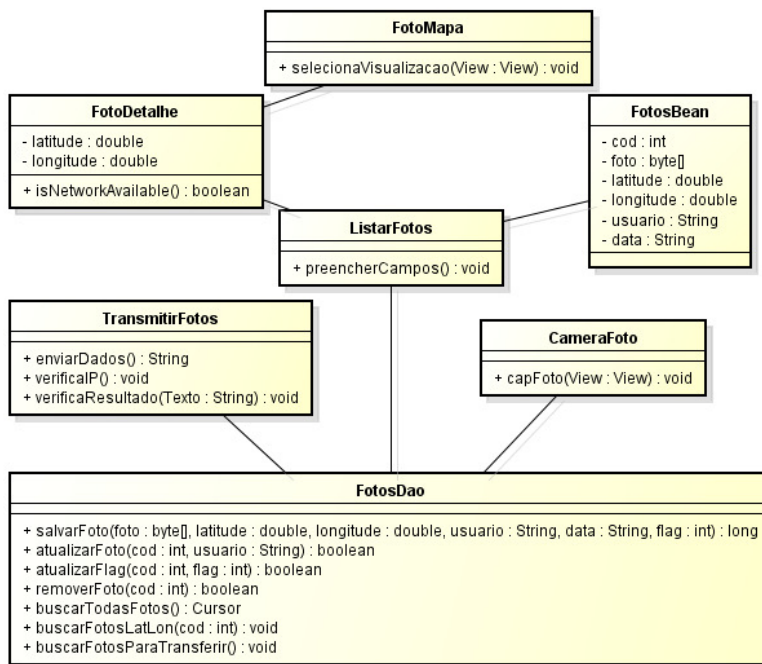 FotoMapa
+ selecionaVisualizacao(View : View) : void
FotoDetalhe
- latitude : double
- longitude : double
+ isNetworkAvailable() : boolean
FotosBean
- cod : int
- foto : byte[]
- latitude : double
- longitude : double
- usuario : String
- data : String
ListarFotos
+ preencherCampos() : void
TransmitirFotos
+ enviarDados() : String
+ verificaIP() : void
+ verificaResultado(Texto : String) : void
CameraFoto
+ capFoto(View : View) : void
FotosDao
+ salvarFoto(foto : byte[], latitude : double, longitude : double, usuario : String, data : String, flag : int) : long
+ atualizarFoto(cod : int, usuario : String) : boolean
+ atualizarFlag(cod : int, flag : int) : boolean
+ removerFoto(cod : int) : boolean
+ buscarTodasFotos() : Cursor
+ buscarFotosLatLon(cod : int) : void
+ buscarFotosParaTransferir() : void